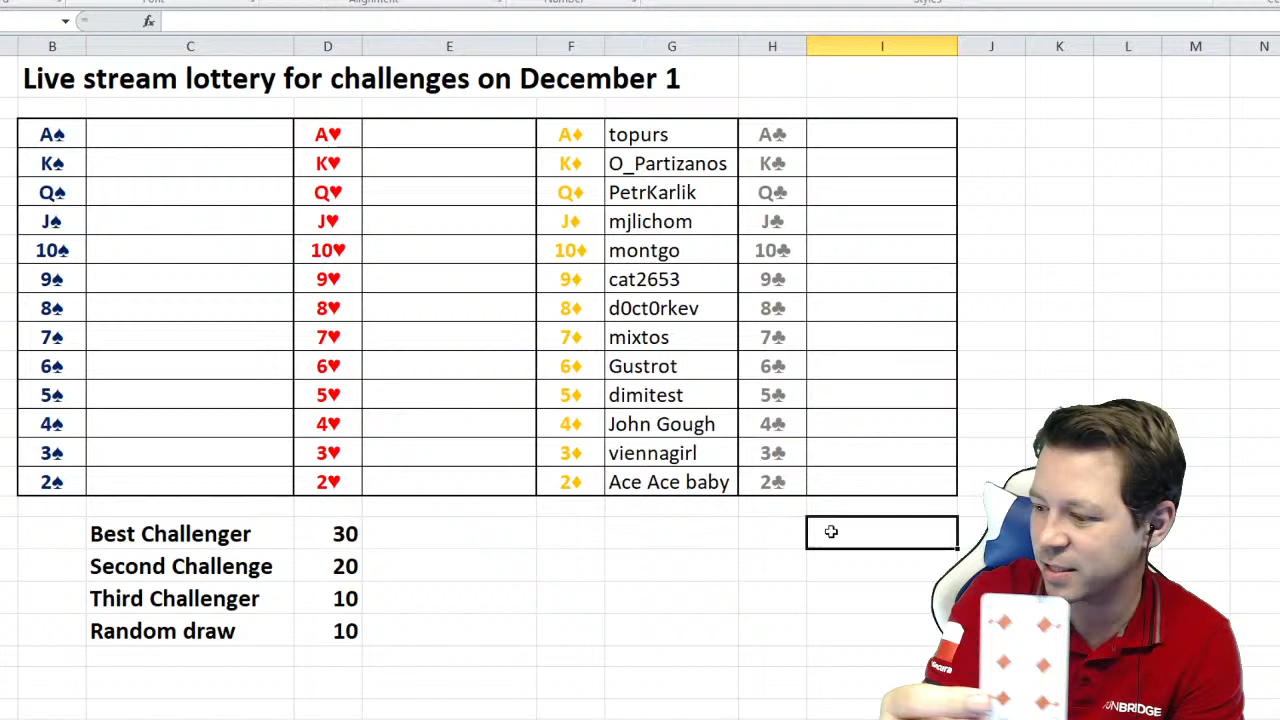 fx
B C D E F G H I J K L M N
Live stream lottery for challenges on December 1
A♠ A♥ A♦ topurs A♣
K♠ K♥ K♦ O_Partizanos K♣
Q♠ Q♥ Q♦ PetrKarlik Q♣
J♠ J♥ J♦ mjlichom J♣
10♠ 10♥ 10♦ montgo 10♣
9♠ 9♥ 9♦ cat2653 9♣
8♠ 8♥ 8♦ d0ct0rkev 8♣
7♠ 7♥ 7♦ mixtos 7♣
6♠ 6♥ 6♦ Gustrot 6♣
5♠ 5♥ 5♦ dimitest 5♣
4♠ 4♥ 4♦ John Gough 4♣
3♠ 3♥ 3♦ viennagirl 3♣
2♠ 2♥ 2♦ Ace Ace baby 2♣
Best Challenger 30
Second Challenge 20
Third Challenger 10
Random draw 10
UNBRIDGE